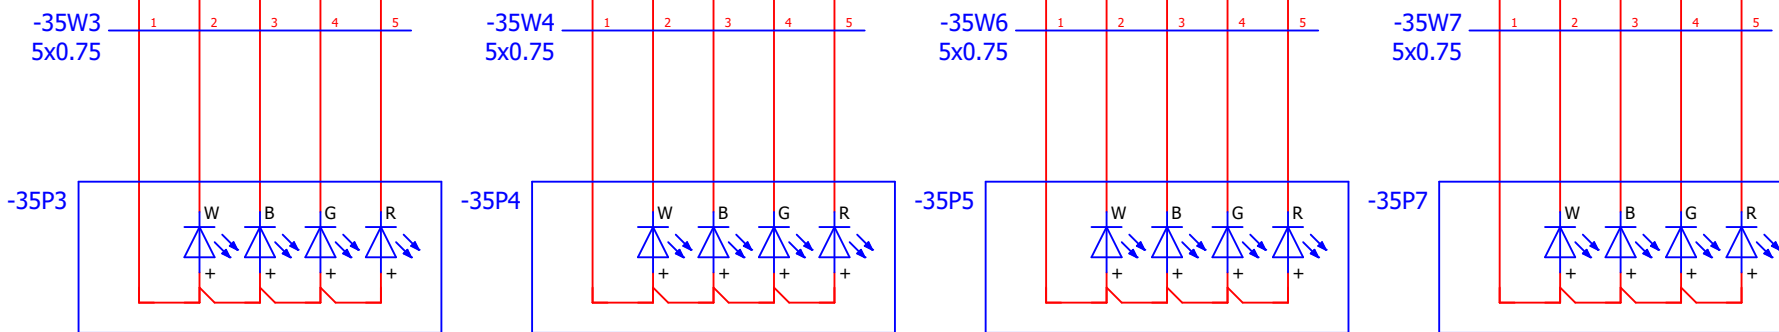 -35W3 1 2 3 4 5
5x0.75
-35W4 1 2 3 4 5
5x0.75
-35W6 1 2 3 4 5
5x0.75
-35W7 1 2 3 4 5
5x0.75
-35P3
W B G R
+ + + +
-35P4
W B G R
+ + + +
-35P5
W B G R
+ + + +
-35P7
W B G R
+ + + +